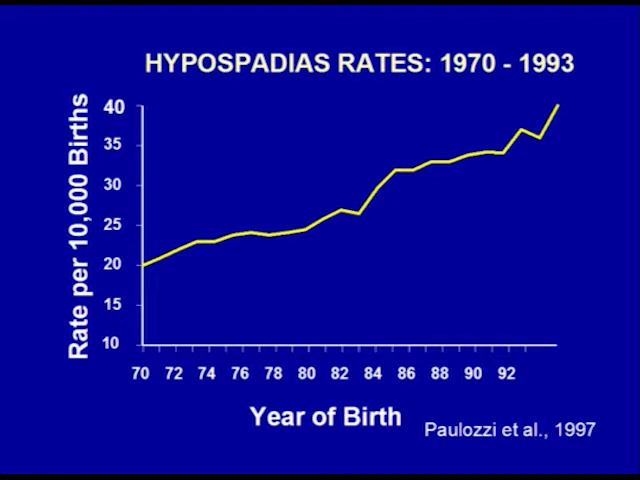 HYPOSPADIAS RATES: 1970 - 1993
Rate per 10,000 Births
40
35
30
25
20
15
10
70 72 74 76 78 80 82 84 86 88 90 92
Year of Birth
Paulozzi et al., 1997